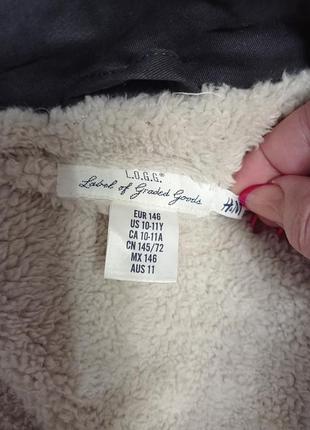 L.O.G.G.®
Label of Graded Goods
EUR 146
US 10-11Y
CA 10-11A
CN 145/72
MX 146
AUS 11